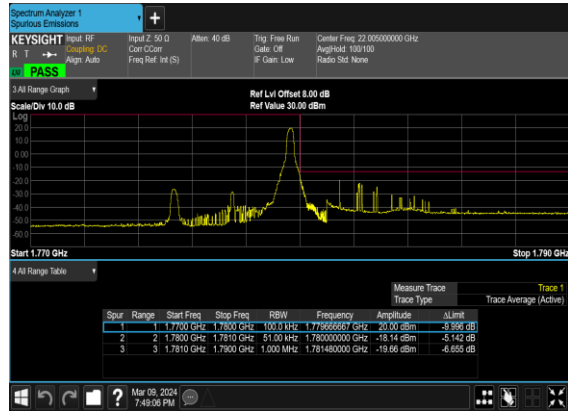 Spectrum Analyzer 1
Spurious Emissions
+
KEYSIGHT Input: RF Input Z: 50 Ω Atten: 40 dB Trig: Free Run Center Freq: 22.005000000 GHz
R T Coupling: DC Corr CCorr Gate: Off Avg|Hold: 100/100
Align: Auto Freq Ref: Int (S) IF Gain: Low Radio Std: None
PASS
3 All Range Graph
Ref Lvl Offset 8.00 dB
Scale/Div 10.0 dB Ref Value 30.00 dBm
Log
20.0
10.0
0.00
-10.0
-20.0
-30.0
-40.0
-50.0
-60.0
Start 1.770 GHz Stop 1.790 GHz
4 All Range Table
Measure Trace Trace 1
Trace Type Trace Average (Active)
Spur Range Start Freq Stop Freq RBW Frequency Amplitude ΔLimit
1 1 1.7700 GHz 1.7800 GHz 100.0 kHz 1.779666667 GHz 20.00 dBm -9.996 dB
2 2 1.7800 GHz 1.7810 GHz 51.00 kHz 1.780000000 GHz -18.14 dBm -5.142 dB
3 3 1.7810 GHz 1.7900 GHz 1.000 MHz 1.781480000 GHz -19.66 dBm -6.655 dB
? Mar 09, 2024
7:49:06 PM